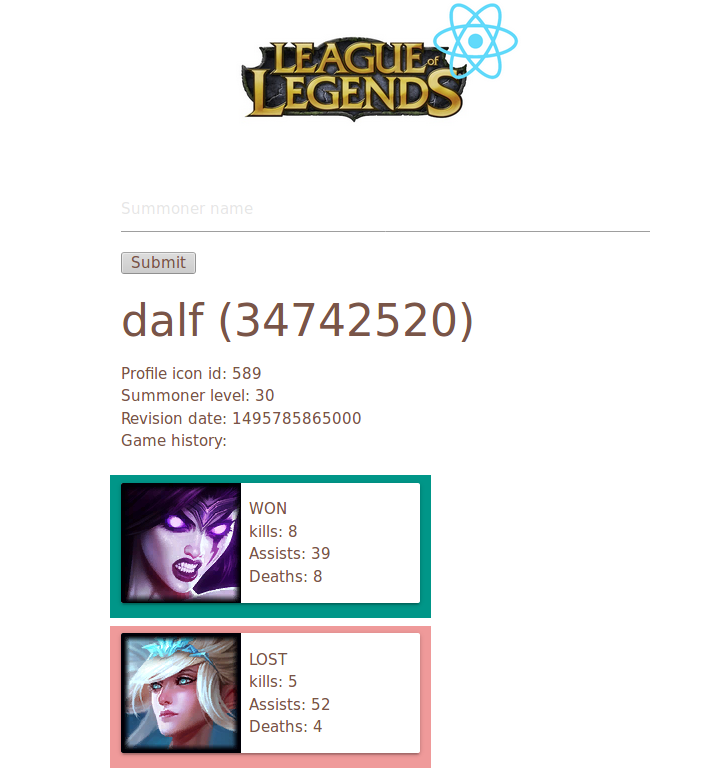 LEAGUE of
LEGENDS
Summoner name
Submit
dalf (34742520)
Profile icon id: 589
Summoner level: 30
Revision date: 1495785865000
Game history:
WON
kills: 8
Assists: 39
Deaths: 8
LOST
kills: 5
Assists: 52
Deaths: 4